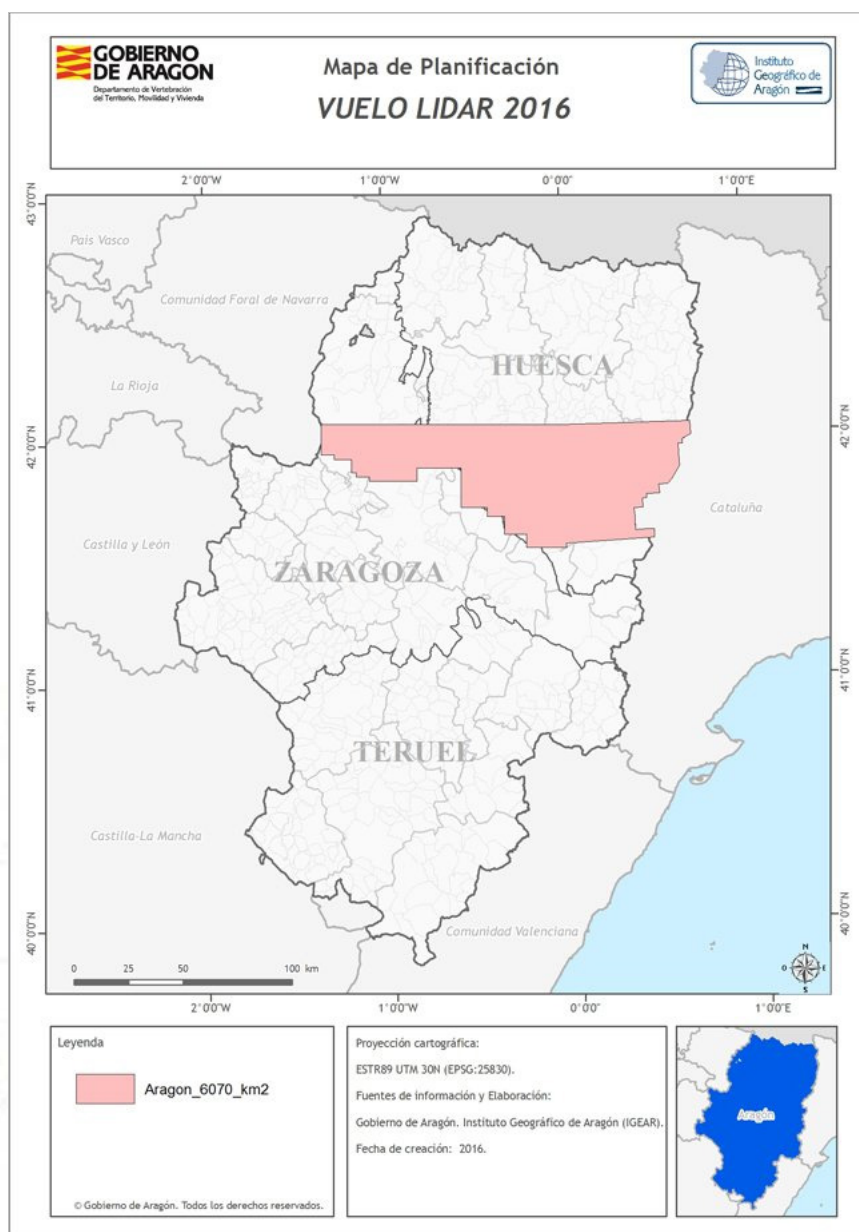 GOBIERNO
DE ARAGON
Departamento de Vertebración
del Territorio, Movilidad y Vivienda
Mapa de Planificación
VUELO LIDAR 2016
Instituto
Geográfico de
Aragón
2°0'0"W 1°0'0"W 0°0'0" 1°0'0"E
43°0'0"N
País Vasco
Comunidad Foral de Navarra
HUESCA
La Rioja
42°0'0"N
42°0'0"N
Cataluña
Castilla y León
ZARAGOZA
41°0'0"N
41°0'0"N
TERUEL
Castilla-La Mancha
Comunidad Valenciana
40°0'0"N
40°0'0"N
N
O E
S
0 25 50 100 km
2°0'0"W 1°0'0"W 0°0'0" 1°0'0"E
Leyenda
Aragon_6070_km2
© Gobierno de Aragón. Todos los derechos reservados.
Proyección cartográfica:
ESTR89 UTM 30N (EPSG:25830).
Fuentes de información y Elaboración:
Gobierno de Aragón. Instituto Geográfico de Aragón (IGEAR).
Fecha de creación: 2016.
Aragón